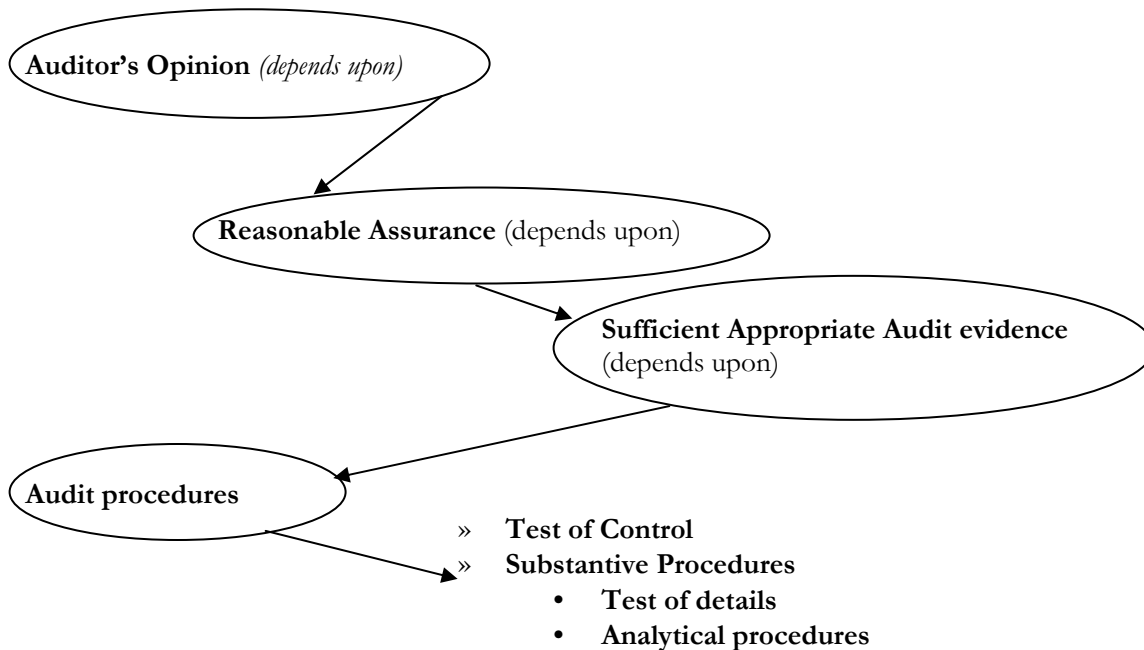 Auditor’s Opinion (depends upon)
Reasonable Assurance (depends upon)
Sufficient Appropriate Audit evidence
(depends upon)
Audit procedures
» Test of Control
» Substantive Procedures
• Test of details
• Analytical procedures